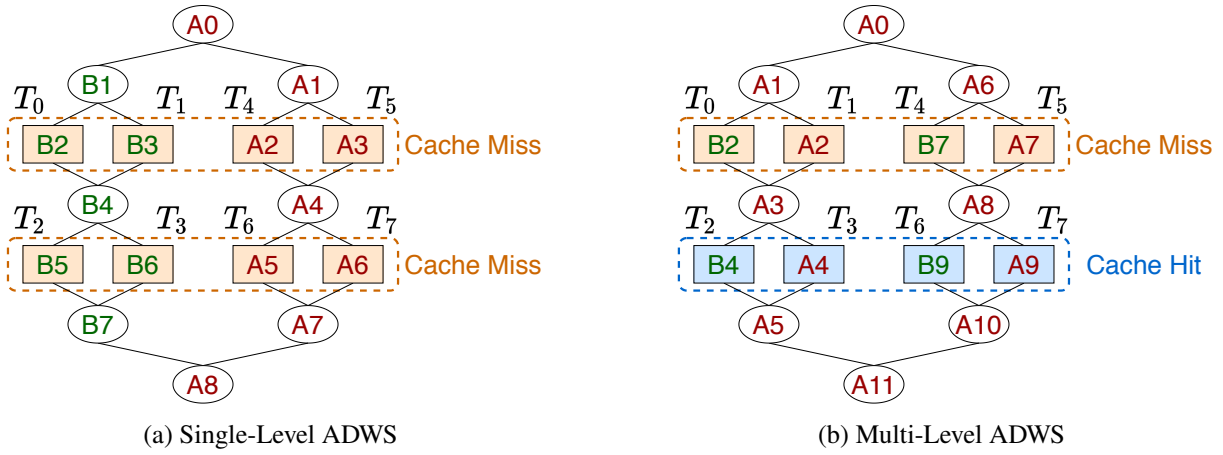 A0
B1 A1
T0 T1 T4 T5
B2 B3 A2 A3 Cache Miss
B4 A4
T2 T3 T6 T7
B5 B6 A5 A6 Cache Miss
B7 A7
A8
(a) Single-Level ADWS
A0
A1 A6
T0 T1 T4 T5
B2 A2 B7 A7 Cache Miss
A3 A8
T2 T3 T6 T7
B4 A4 B9 A9 Cache Hit
A5 A10
A11
(b) Multi-Level ADWS